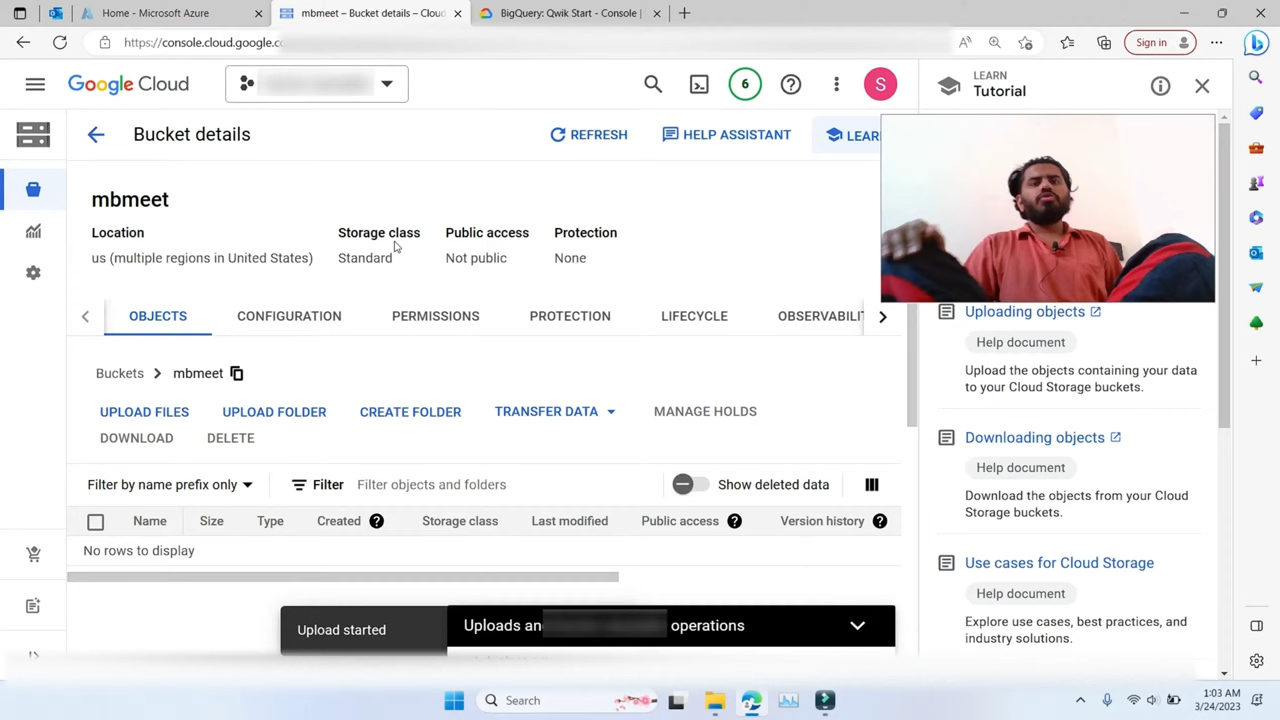 Home - Microsoft Azure
mbmeet – Bucket details – Cloud
BigQuery: Qwik Start - Console |
https://console.cloud.google.c
Sign in
Google Cloud
6
S
LEARN
Tutorial
Bucket details
REFRESH
HELP ASSISTANT
LEAR
mbmeet
Location
Storage class
Public access
Protection
us (multiple regions in United States)
Standard
Not public
None
OBJECTS
CONFIGURATION
PERMISSIONS
PROTECTION
LIFECYCLE
OBSERVABILIT
Buckets > mbmeet
UPLOAD FILES
UPLOAD FOLDER
CREATE FOLDER
TRANSFER DATA
MANAGE HOLDS
DOWNLOAD
DELETE
Filter by name prefix only
Filter
Filter objects and folders
Show deleted data
Name
Size
Type
Created
Storage class
Last modified
Public access
Version history
No rows to display
Upload started
Uploads an
operations
Uploading objects
Help document
Upload the objects containing your data
to your Cloud Storage buckets.
Downloading objects
Help document
Download the objects from your Cloud
Storage buckets.
Use cases for Cloud Storage
Help document
Explore use cases, best practices, and
industry solutions.
Search
1:03 AM
3/24/2023